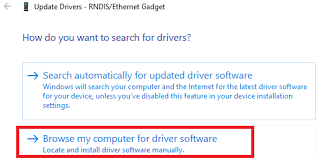 Update Drivers - RNDIS/Ethernet Gadget
How do you want to search for drivers?
→ Search automatically for updated driver software
Windows will search your computer and the Internet for the latest driver software
for your device, unless you've disabled this feature in your device installation
settings.
→ Browse my computer for driver software
Locate and install driver software manually.